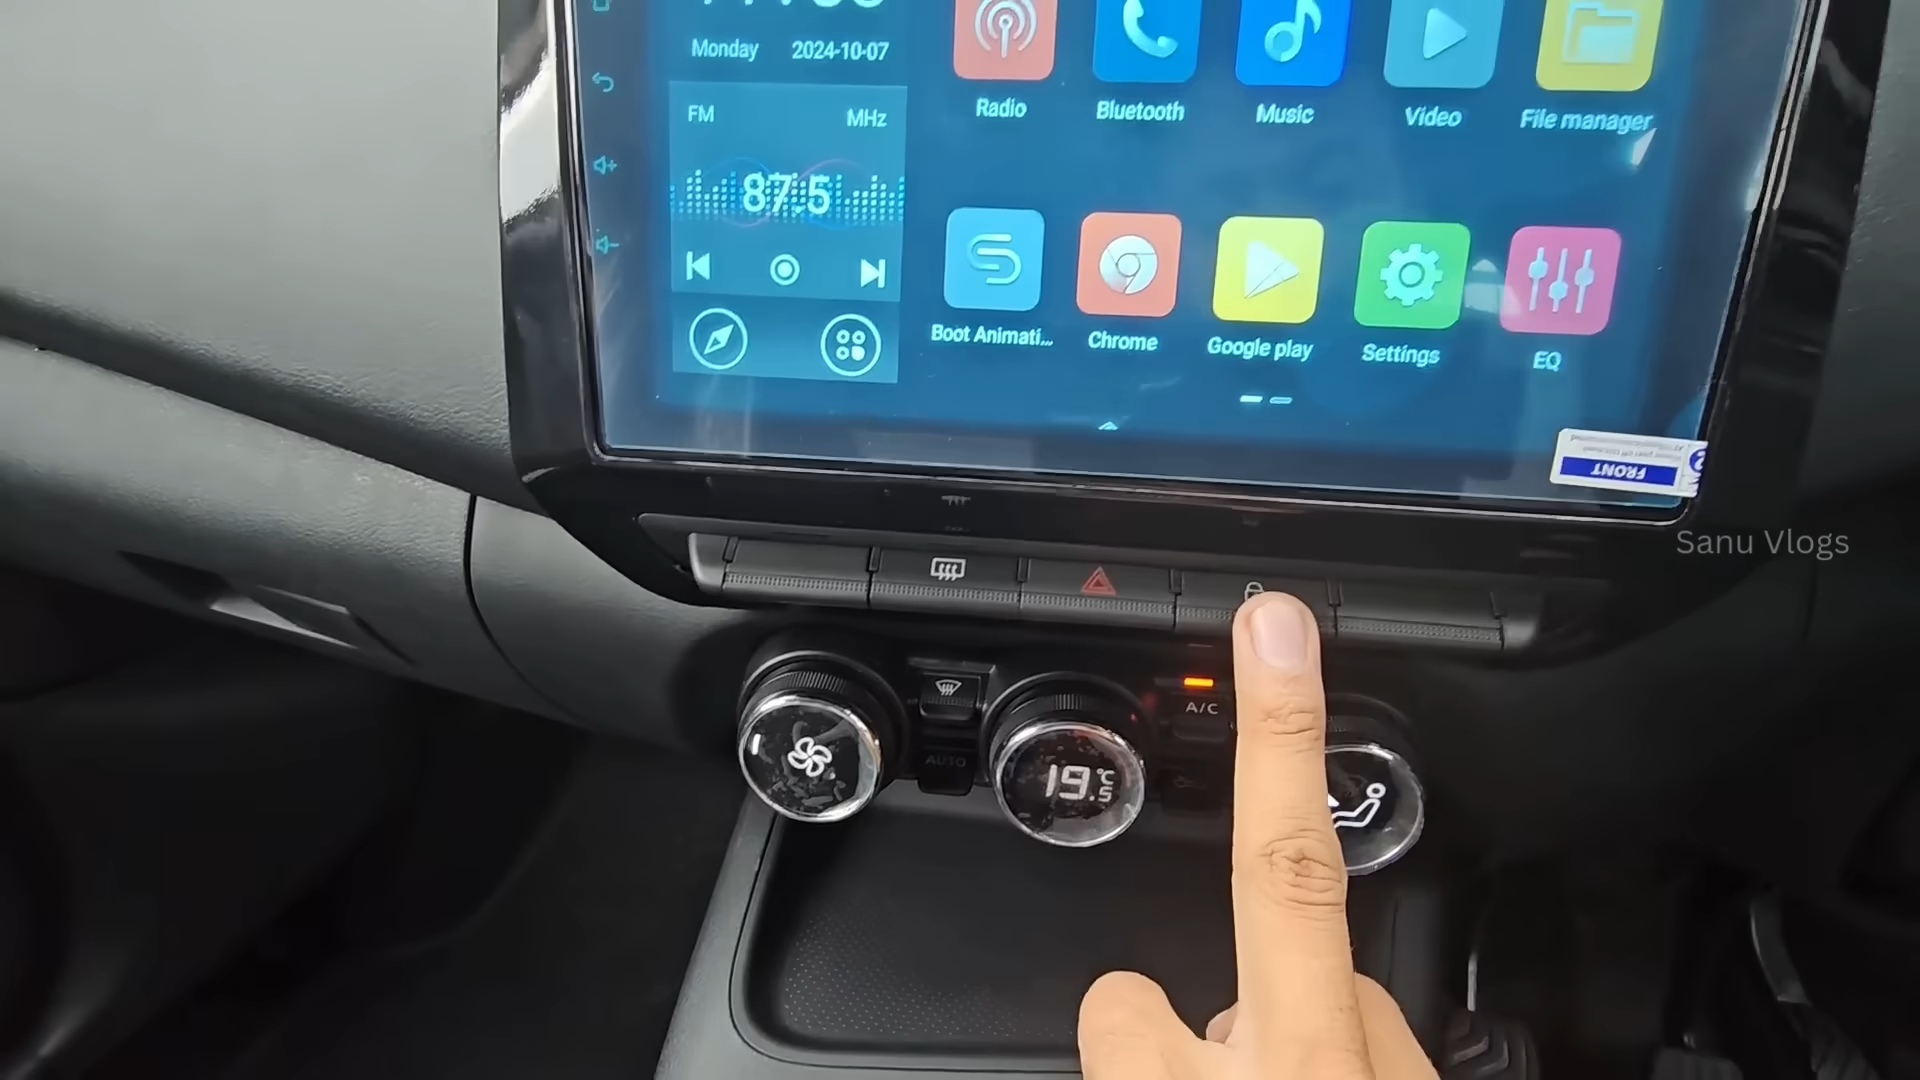 Monday 2024-10-07
FM MHz
87.5
Radio
Bluetooth
Music
Video
File manager
Boot Animati...
Chrome
Google play
Settings
EQ
FRONT
Sanu Vlogs
A/C
AUTO
19.5°C